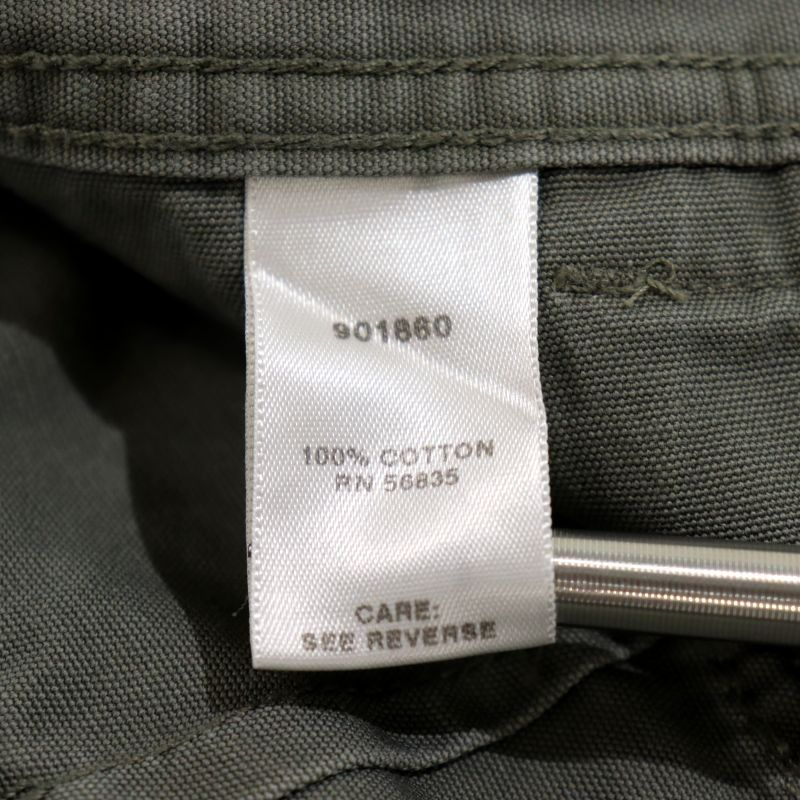 901860
100% COTTON
RN 56835
CARE:
SEE REVERSE